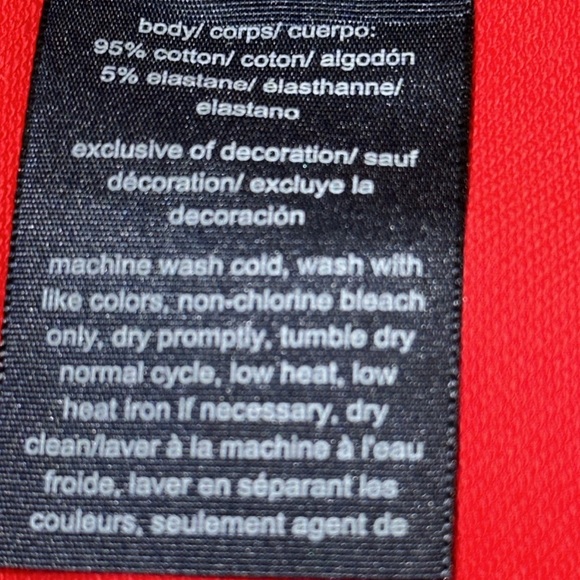 body/ corps/ cuerpo:
95% cotton/ coton/ algodón
5% elastane/ élasthanne/
elastano
exclusive of decoration/ sauf
décoration/ excluye la
decoración
machine wash cold, wash with
like colors, non-chlorine bleach
only, dry promptly, tumble dry
normal cycle, low heat, low
heat iron if necessary, dry
clean/laver à la machine à l'eau
froide, laver en séparant les
couleurs, seulement agent de